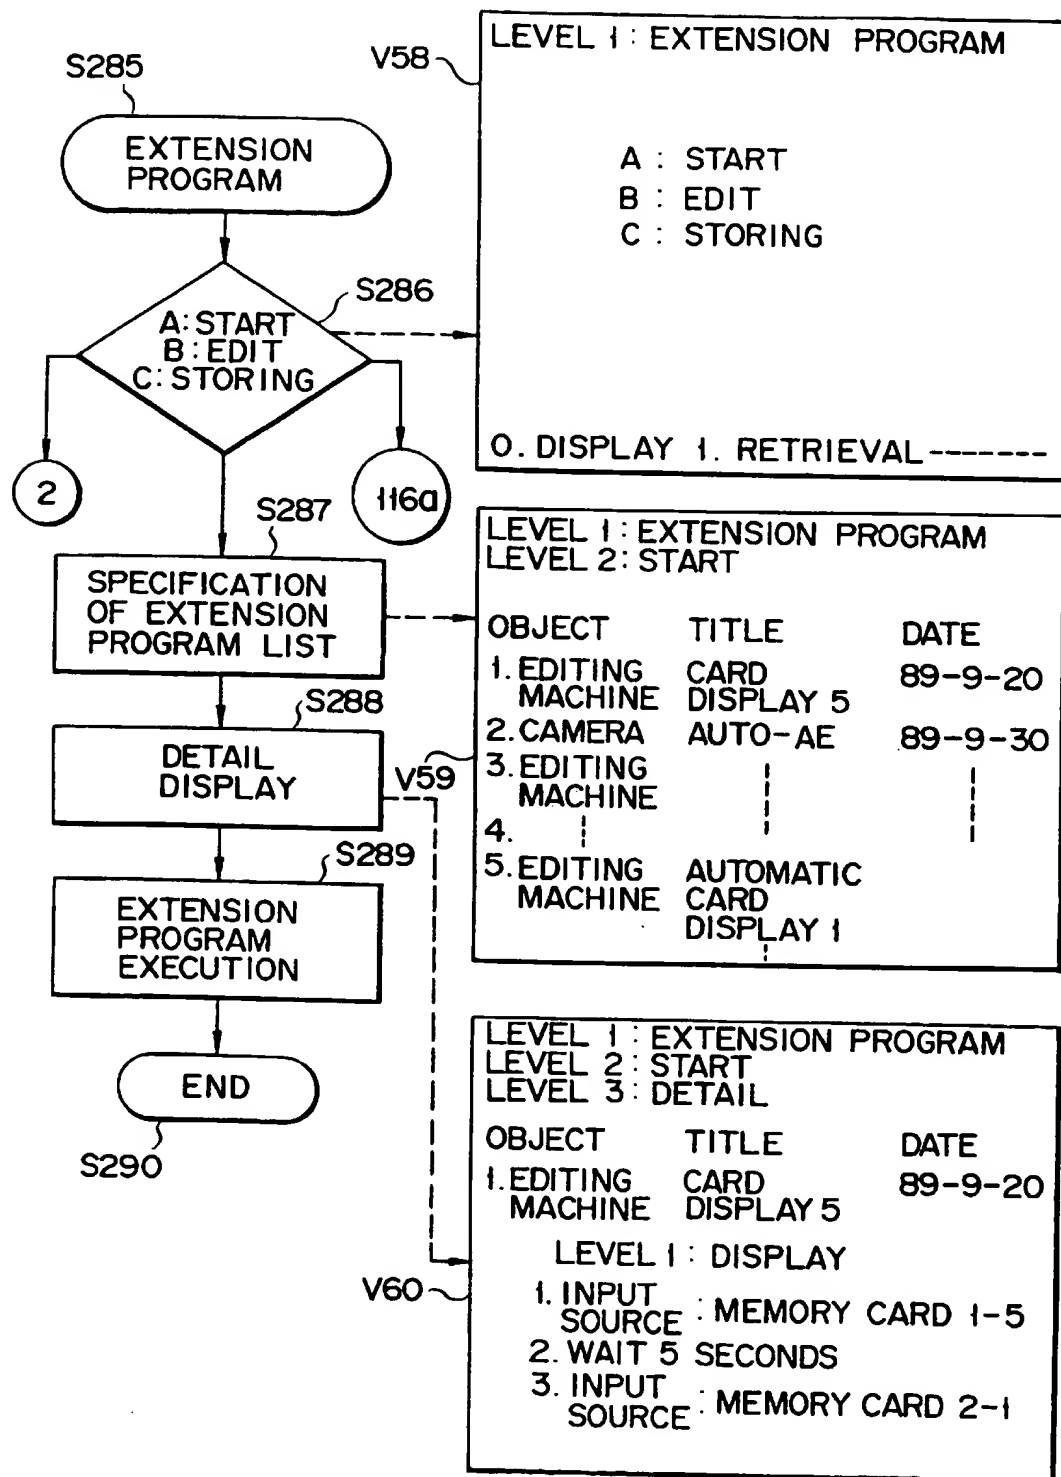 S285
EXTENSION
PROGRAM
S286
A: START
B: EDIT
C: STORING
2
116a
S287
SPECIFICATION
OF EXTENSION
PROGRAM LIST
S288
DETAIL
DISPLAY
S289
EXTENSION
PROGRAM
EXECUTION
END
S290
V58
LEVEL 1: EXTENSION PROGRAM
A : START
B : EDIT
C : STORING
0. DISPLAY 1. RETRIEVAL-------
V59
LEVEL 1: EXTENSION PROGRAM
LEVEL 2: START
OBJECT TITLE DATE
1. EDITING CARD 89-9-20
MACHINE DISPLAY 5
2. CAMERA AUTO-AE 89-9-30
3. EDITING
MACHINE
4.
5. EDITING AUTOMATIC
MACHINE CARD
DISPLAY 1
V60
LEVEL 1: EXTENSION PROGRAM
LEVEL 2: START
LEVEL 3: DETAIL
OBJECT TITLE DATE
1. EDITING CARD 89-9-20
MACHINE DISPLAY 5
LEVEL 1: DISPLAY
1. INPUT
SOURCE : MEMORY CARD 1-5
2. WAIT 5 SECONDS
3. INPUT
SOURCE : MEMORY CARD 2-1